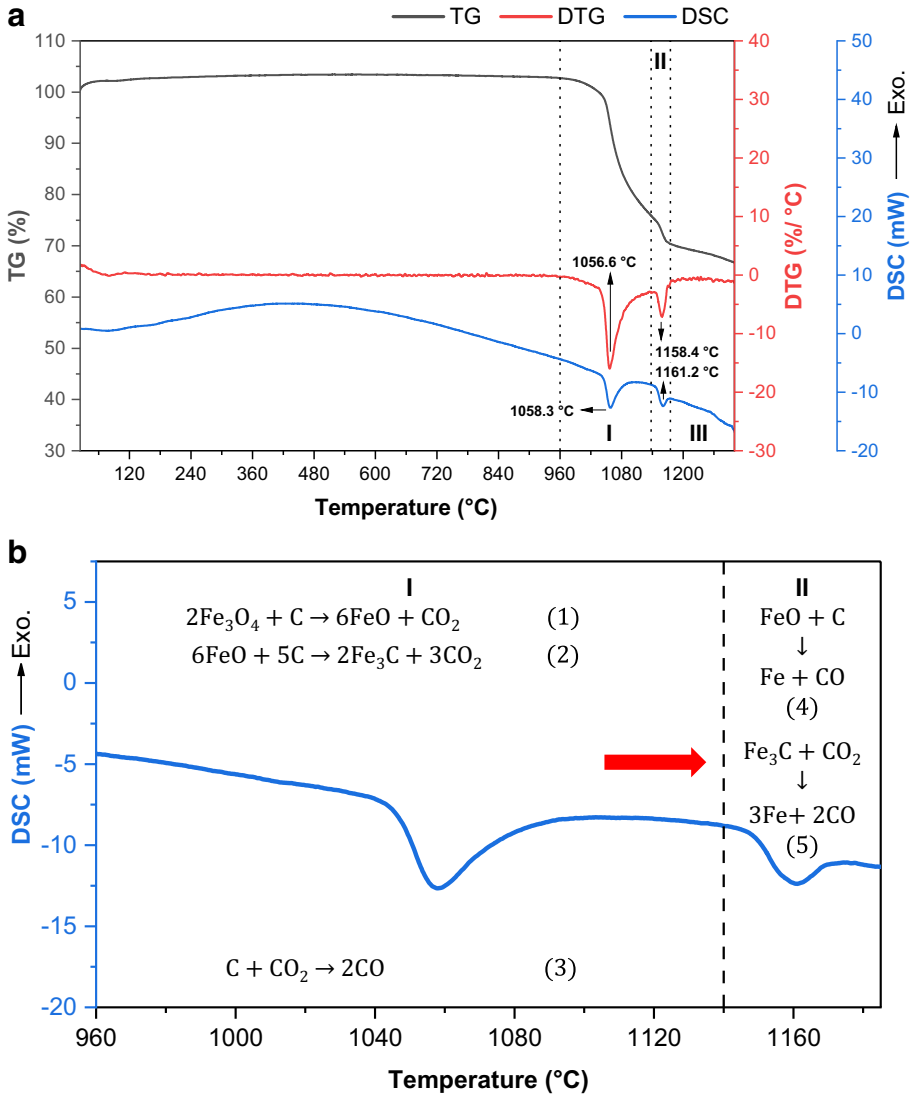 a
TG DTG DSC
110
100
90
80
70
60
50
40
30
TG (%)
II
1056.6 °C
1158.4 °C
1161.2 °C
1058.3 °C
I
III
40
30
20
10
0
-10
-20
-30
DTG (%/ °C)
50
40
30
20
10
0
-10
-20
DSC (mW) → Exo.
120 240 360 480 600 720 840 960 1080 1200
Temperature (°C)
b
I
II
2Fe₃O₄ + C → 6FeO + CO₂ (1)
6FeO + 5C → 2Fe₃C + 3CO₂ (2)
FeO + C
↓
Fe + CO
(4)
Fe₃C + CO₂
↓
3Fe+ 2CO
(5)
C + CO₂ → 2CO (3)
5
0
-5
-10
-15
-20
DSC (mW) → Exo.
960 1000 1040 1080 1120 1160
Temperature (°C)